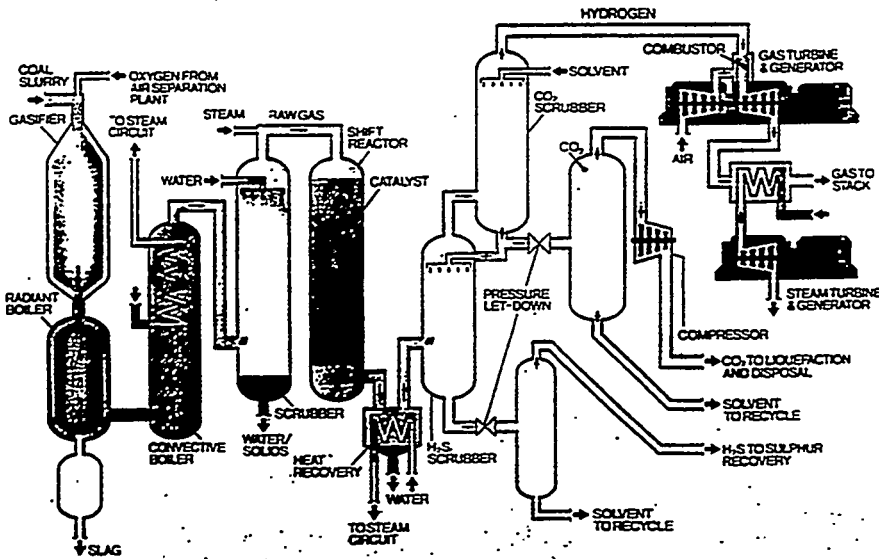 HYDROGEN
COMBUSTOR
GAS TURBINE
& GENERATOR
COAL
SLURRY
OXYGEN FROM
AIR SEPARATION
PLANT
GASIFIER
TO STEAM
CIRCUIT
STEAM
RAW GAS
SHIFT
REACTOR
SOLVENT
CO₂
SCRUBBER
WATER
CATALYST
CO₂
AIR
GAS TO
STACK
RADIANT
BOILER
PRESSURE
LET-DOWN
STEAM TURBINE
& GENERATOR
COMPRESSOR
CO₂ TO LIQUEFACTION
AND DISPOSAL
SCRUBBER
SOLVENT
TO RECYCLE
CONVECTIVE
BOILER
WATER/
SOLIDS
HEAT
RECOVERY
H₂S
SCRUBBER
H₂S TO SULPHUR
RECOVERY
WATER
SLAG
TO STEAM
CIRCUIT
SOLVENT
TO RECYCLE